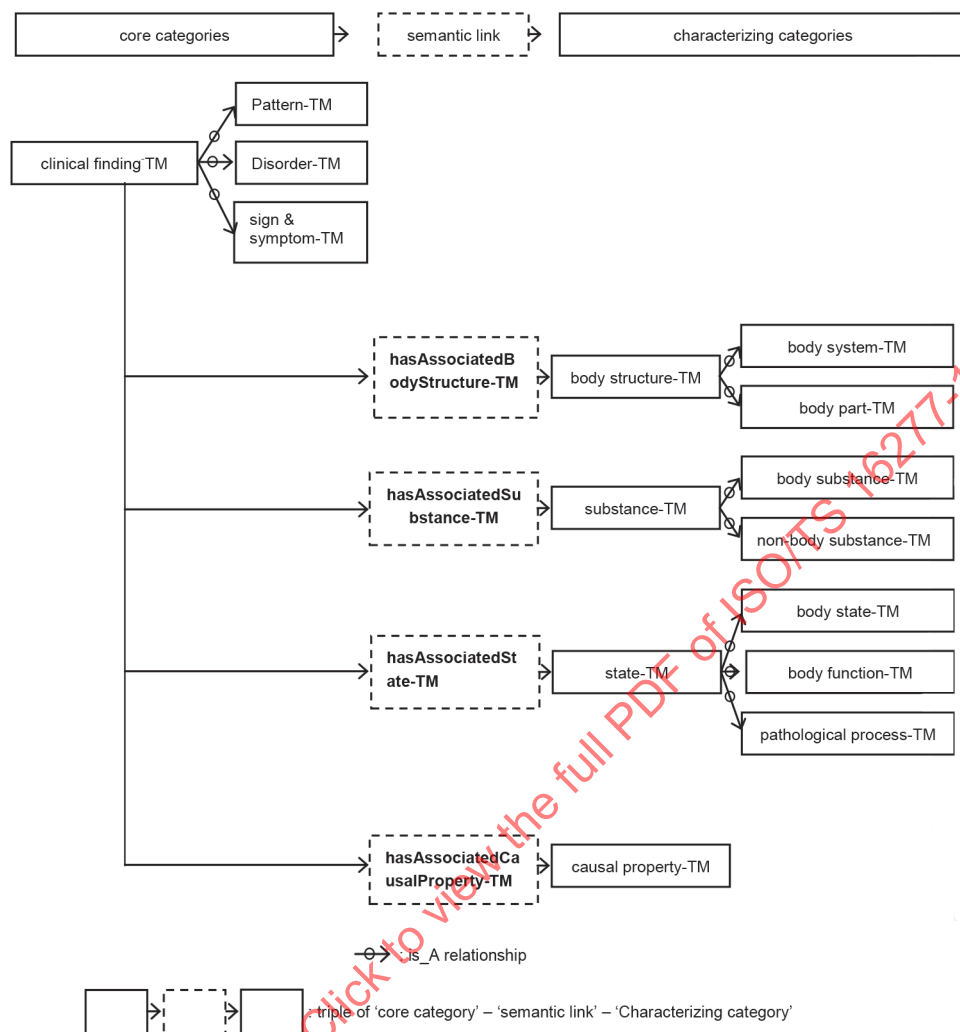 core categories
semantic link
characterizing categories
Pattern-TM
clinical finding-TM
Disorder-TM
sign &
symptom-TM
hasAssociatedB
odyStructure-TM
body structure-TM
body system-TM
body part-TM
hasAssociatedSu
bstance-TM
substance-TM
body substance-TM
non-body substance-TM
hasAssociatedSt
ate-TM
state-TM
body state-TM
body function-TM
pathological process-TM
hasAssociatedCa
usalProperty-TM
causal property-TM
: is_A relationship
: triple of ‘core category’ – ‘semantic link’ – ‘Characterizing category’
Click to view the full PDF of ISO/TS 16277-1